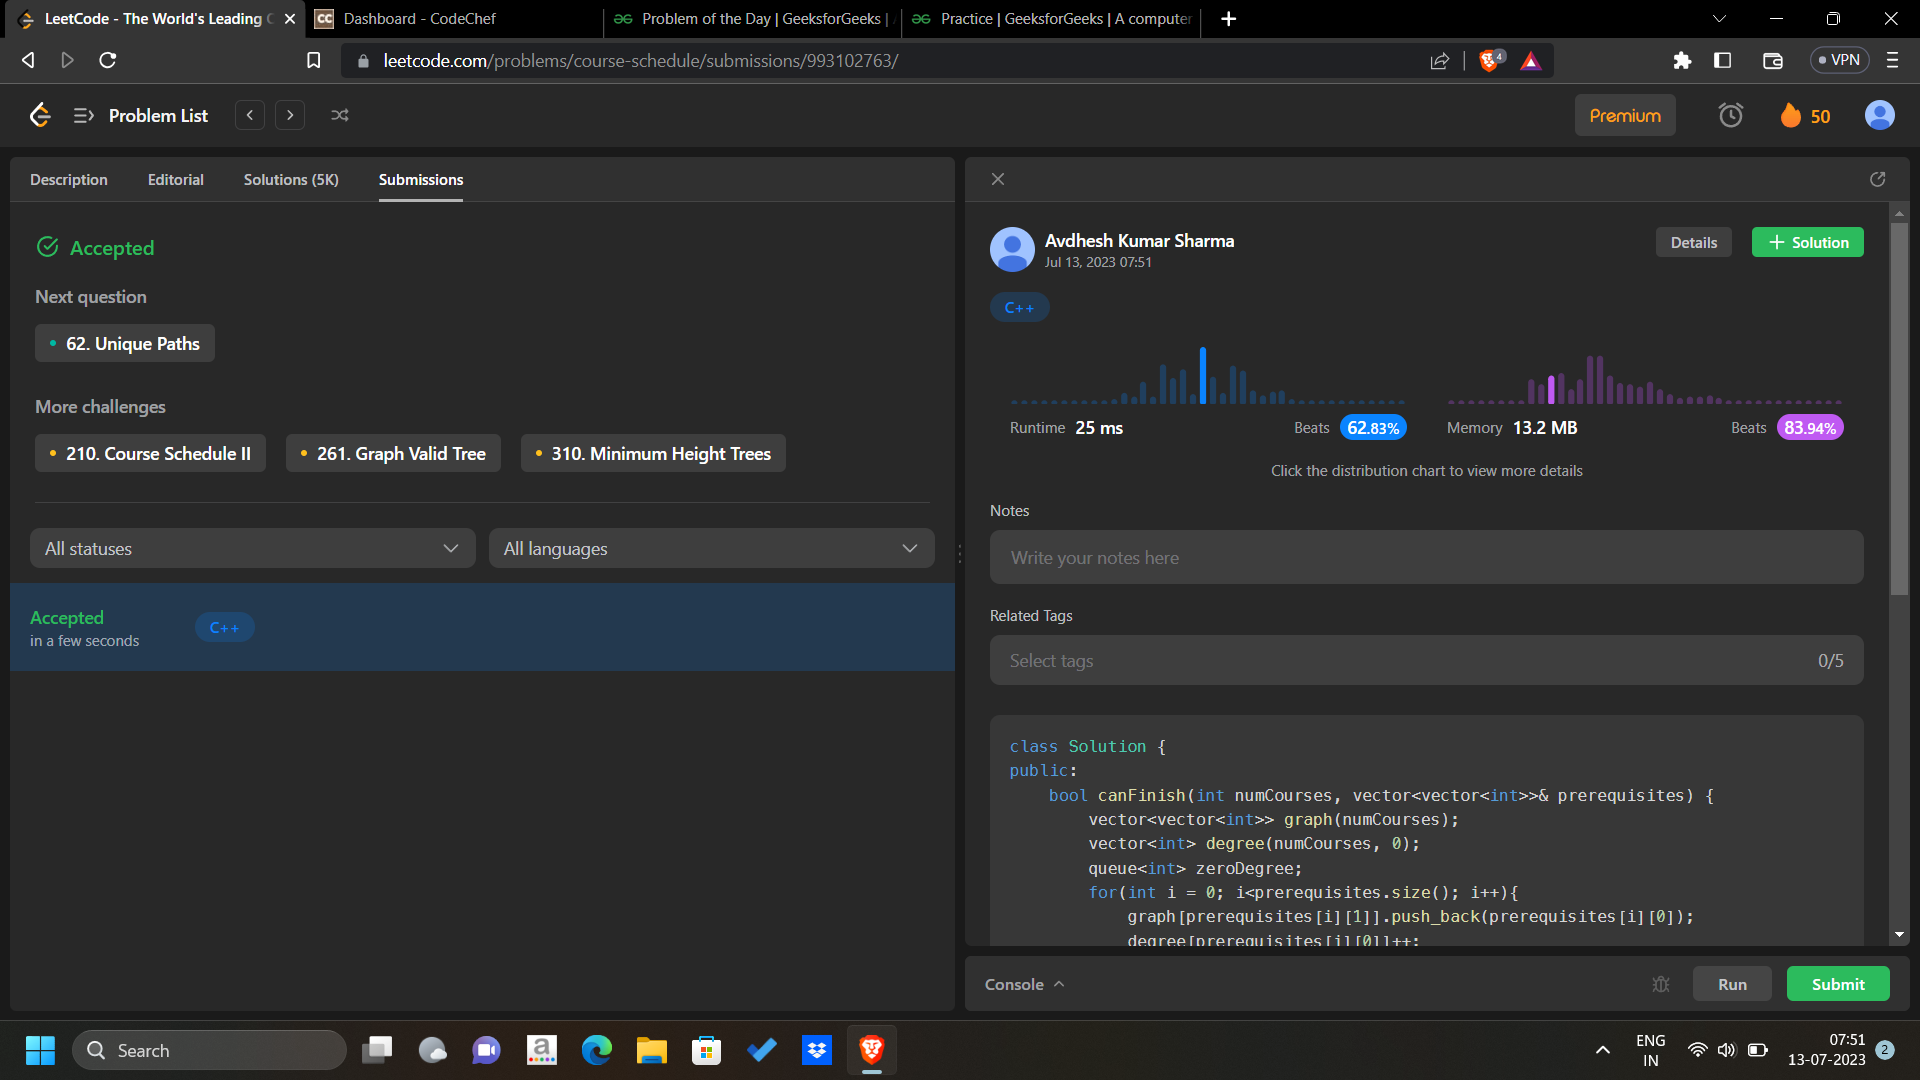 LeetCode - The World's Leading
Dashboard - CodeChef
Problem of the Day | GeeksforGeeks |
Practice | GeeksforGeeks | A computer
leetcode.com/problems/course-schedule/submissions/993102763/
4
VPN
Problem List
Premium
50
Description
Editorial
Solutions (5K)
Submissions
Accepted
Next question
62. Unique Paths
More challenges
210. Course Schedule II
261. Graph Valid Tree
310. Minimum Height Trees
All statuses
All languages
Accepted
in a few seconds
C++
Avdhesh Kumar Sharma
Jul 13, 2023 07:51
Details
+ Solution
C++
Runtime 25 ms
Beats 62.83%
Memory 13.2 MB
Beats 83.94%
Click the distribution chart to view more details
Notes
Write your notes here
Related Tags
Select tags
0/5
class Solution {
public:
    bool canFinish(int numCourses, vector<vector<int>>& prerequisites) {
        vector<vector<int>> graph(numCourses);
        vector<int> degree(numCourses, 0);
        queue<int> zeroDegree;
        for(int i = 0; i<prerequisites.size(); i++){
            graph[prerequisites[i][1]].push_back(prerequisites[i][0]);
            degree[prerequisites[i][0]]++;
Console
Run
Submit
Search
a
ENG
IN
07:51
13-07-2023
2